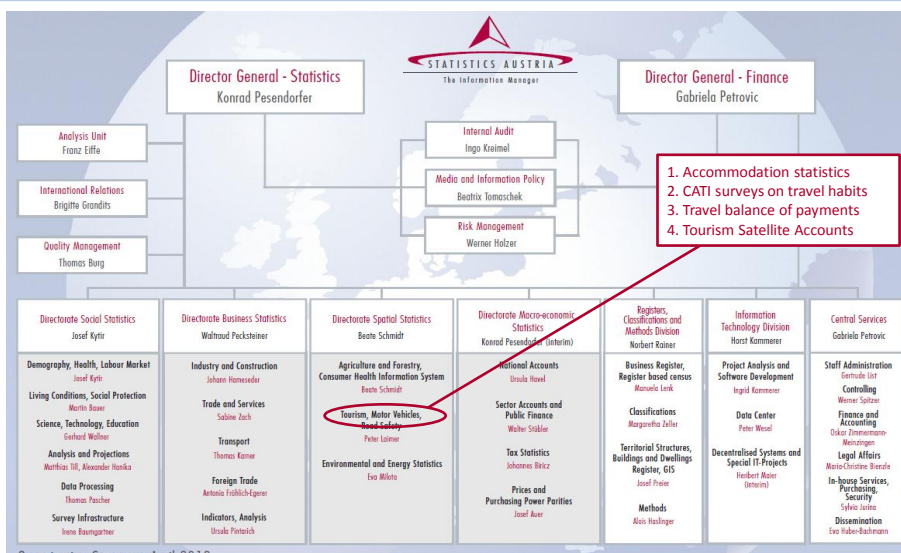 STATISTICS AUSTRIA
The Information Manager
Director General - Statistics
Konrad Pesendorfer
Director General - Finance
Gabriela Petrovic
Analysis Unit
Franz Eiffe
International Relations
Brigitte Grandits
Quality Management
Thomas Burg
Internal Audit
Ingo Kreimel
Media and Information Policy
Beatrix Tomaschek
Risk Management
Werner Holzer
1. Accommodation statistics
2. CATI surveys on travel habits
3. Travel balance of payments
4. Tourism Satellite Accounts
Directorate Social Statistics
Josef Kytir
Demography, Health, Labour Market
Josef Kytir
Living Conditions, Social Protection
Martin Bauer
Science, Technology, Education
Gerhard Wallner
Analysis and Projections
Matthias Till, Alexander Hanika
Data Processing
Thomas Pascher
Survey Infrastructure
Irene Baumgartner
Directorate Business Statistics
Waltraud Pecksteiner
Industry and Construction
Johann Hameseder
Trade and Services
Sabine Zach
Transport
Thomas Karner
Foreign Trade
Antonia Fröhlich-Egerer
Indicators, Analysis
Ursula Pintarich
Directorate Spatial Statistics
Beate Schmidt
Agriculture and Forestry,
Consumer Health Information System
Beate Schmidt
Tourism, Motor Vehicles,
Road Safety
Peter Laimer
Environmental and Energy Statistics
Eva Milota
Directorate Macro-economic
Statistics
Konrad Pesendorfer (interim)
National Accounts
Ursula Havel
Sector Accounts and
Public Finance
Walter Stübler
Tax Statistics
Johannes Biricz
Prices and
Purchasing Power Parities
Josef Auer
Registers,
Classifications and
Methods Division
Norbert Rainer
Business Register,
Register based census
Manuela Lenk
Classifications
Margaretha Zeller
Territorial Structures,
Buildings and Dwellings
Register, GIS
Josef Preier
Methods
Alois Haslinger
Information
Technology Division
Horst Kammerer
Project Analysis and
Software Development
Ingrid Kammerer
Data Center
Peter Wesel
Decentralised Systems and
Special IT-Projects
Heribert Maier
(interim)
Central Services
Gabriela Petrovic
Staff Administration
Gertrude List
Controlling
Werner Spitzer
Finance and
Accounting
Oskar Zimmermann-
Meinzingen
Legal Affairs
Maria-Christine Bienzle
In-house Services,
Purchasing,
Security
Sylvia Jurina
Dissemination
Eva Huber-Bachmann